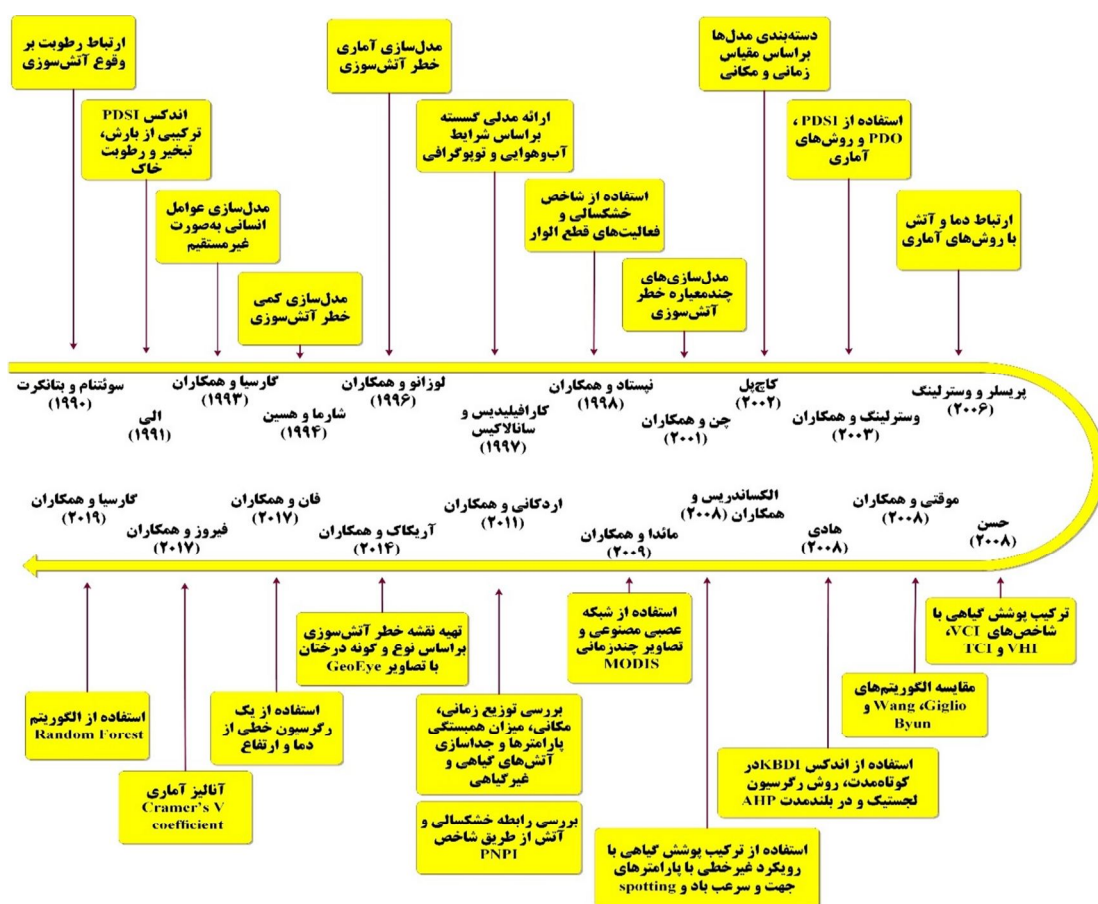 ارتباط رطوبت بر
وقوع آتش‌سوزی
اندکس PDSI
ترکیبی از بارش،
تبخیر و رطوبت
خاک
مدل‌سازی عوامل
انسانی به‌صورت
غیرمستقیم
مدل‌سازی کمی
خطر آتش‌سوزی
مدل‌سازی آماری
خطر آتش‌سوزی
ارائه مدلی گسسته
براساس شرایط
آب‌وهوایی و توپوگرافی
استفاده از شاخص
خشکسالی و
فعالیت‌های قطع الوار
مدل‌سازی‌های
چندمعیاره خطر
آتش‌سوزی
دسته‌بندی مدل‌ها
براساس مقیاس
زمانی و مکانی
استفاده از PDSI،
PDO و روش‌های
آماری
ارتباط دما و آتش
با روش‌های آماری
سوئتنام و بتانکرت
(۱۹۹۰)
الی
(۱۹۹۱)
گارسیا و همکاران
(۱۹۹۳)
شارما و هسین
(۱۹۹۴)
لوزانو و همکاران
(۱۹۹۶)
کارافیلیدیس و
سانالاکیس
(۱۹۹۷)
نپستاد و همکاران
(۱۹۹۸)
چن و همکاران
(۲۰۰۱)
کاچ‌پل
(۲۰۰۲)
وسترلینگ و همکاران
(۲۰۰۳)
پریسلر و وسترلینگ
(۲۰۰۶)
حسن
(۲۰۰۸)
موقتی و همکاران
(۲۰۰۸)
هادی
(۲۰۰۸)
الکساندریس و
همکاران (۲۰۰۸)
مائدا و همکاران
(۲۰۰۹)
اردکانی و همکاران
(۲۰۱۱)
آریکاک و همکاران
(۲۰۱۴)
فان و همکاران
(۲۰۱۷)
فیروز و همکاران
(۲۰۱۷)
گارسیا و همکاران
(۲۰۱۹)
ترکیب پوشش گیاهی با
شاخص‌های VCI،
VHI و TCI
مقایسه الگوریتم‌های
Giglio،‏ Wang و
Byun
استفاده از اندکس KBDIدر
کوتاه‌مدت، روش رگرسیون
لجستیک و در بلندمدت AHP
استفاده از ترکیب پوشش گیاهی با
رویکرد غیرخطی با پارامترهای
جهت و سرعب باد و spotting
استفاده از شبکه
عصبی مصنوعی و
تصاویر چندزمانی
MODIS
بررسی توزیع زمانی،
مکانی، میزان همبستگی
پارامترها و جداسازی
آتش‌های گیاهی و
غیرگیاهی
بررسی رابطه خشکسالی و
آتش از طریق شاخص
PNPI
تهیه نقشه خطر آتش‌سوزی
براساس نوع و گونه درختان
با تصاویر GeoEye
استفاده از یک
رگرسیون خطی از
دما و ارتفاع
آنالیز آماری
Cramer's V
coefficient
استفاده از الگوریتم
Random Forest